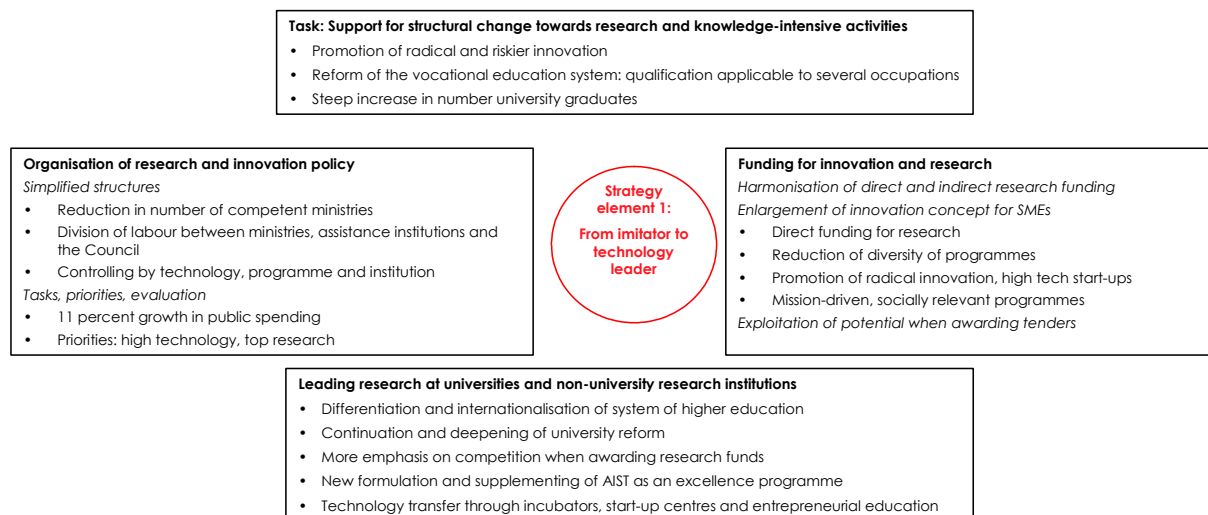 Task: Support for structural change towards research and knowledge-intensive activities
• Promotion of radical and riskier innovation
• Reform of the vocational education system: qualification applicable to several occupations
• Steep increase in number university graduates
Organisation of research and innovation policy
Simplified structures
• Reduction in number of competent ministries
• Division of labour between ministries, assistance institutions and
the Council
• Controlling by technology, programme and institution
Tasks, priorities, evaluation
• 11 percent growth in public spending
• Priorities: high technology, top research
Strategy
element 1:
From imitator to
technology
leader
Funding for innovation and research
Harmonisation of direct and indirect research funding
Enlargement of innovation concept for SMEs
• Direct funding for research
• Reduction of diversity of programmes
• Promotion of radical innovation, high tech start-ups
• Mission-driven, socially relevant programmes
Exploitation of potential when awarding tenders
Leading research at universities and non-university research institutions
• Differentiation and internationalisation of system of higher education
• Continuation and deepening of university reform
• More emphasis on competition when awarding research funds
• New formulation and supplementing of AIST as an excellence programme
• Technology transfer through incubators, start-up centres and entrepreneurial education